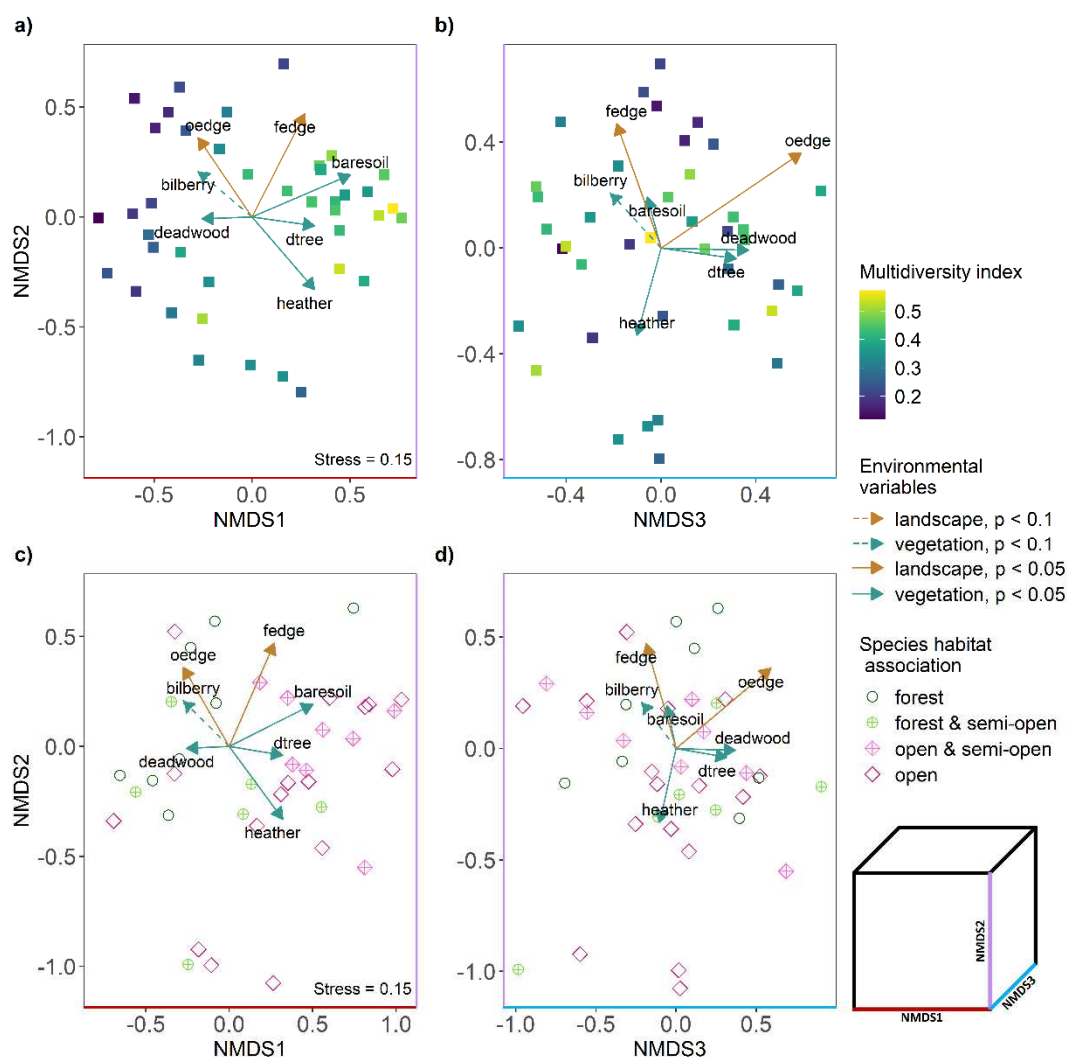 a)
b)
0.5
0.0
-0.5
-1.0
NMDS2
oedge
fedge
baresoil
bilberry
deadwood
dtree
heather
Stress = 0.15
-0.5
0.0
0.5
NMDS1
0.4
0.0
-0.4
-0.8
fedge
oedge
bilberry
baresoil
deadwood
dtree
heather
-0.4
0.0
0.4
NMDS3
Multidiversity index
0.5
0.4
0.3
0.2
Environmental
variables
landscape, p < 0.1
vegetation, p < 0.1
landscape, p < 0.05
vegetation, p < 0.05
c)
d)
0.5
0.0
-0.5
-1.0
NMDS2
fedge
oedge
bilberry
baresoil
deadwood
dtree
heather
Stress = 0.15
-0.5
0.0
0.5
1.0
NMDS1
0.5
0.0
-0.5
-1.0
fedge
oedge
bilberry
baresoil
deadwood
dtree
heather
-1.0
-0.5
0.0
0.5
NMDS3
Species habitat
association
forest
forest & semi-open
open & semi-open
open
NMDS2
NMDS3
NMDS1